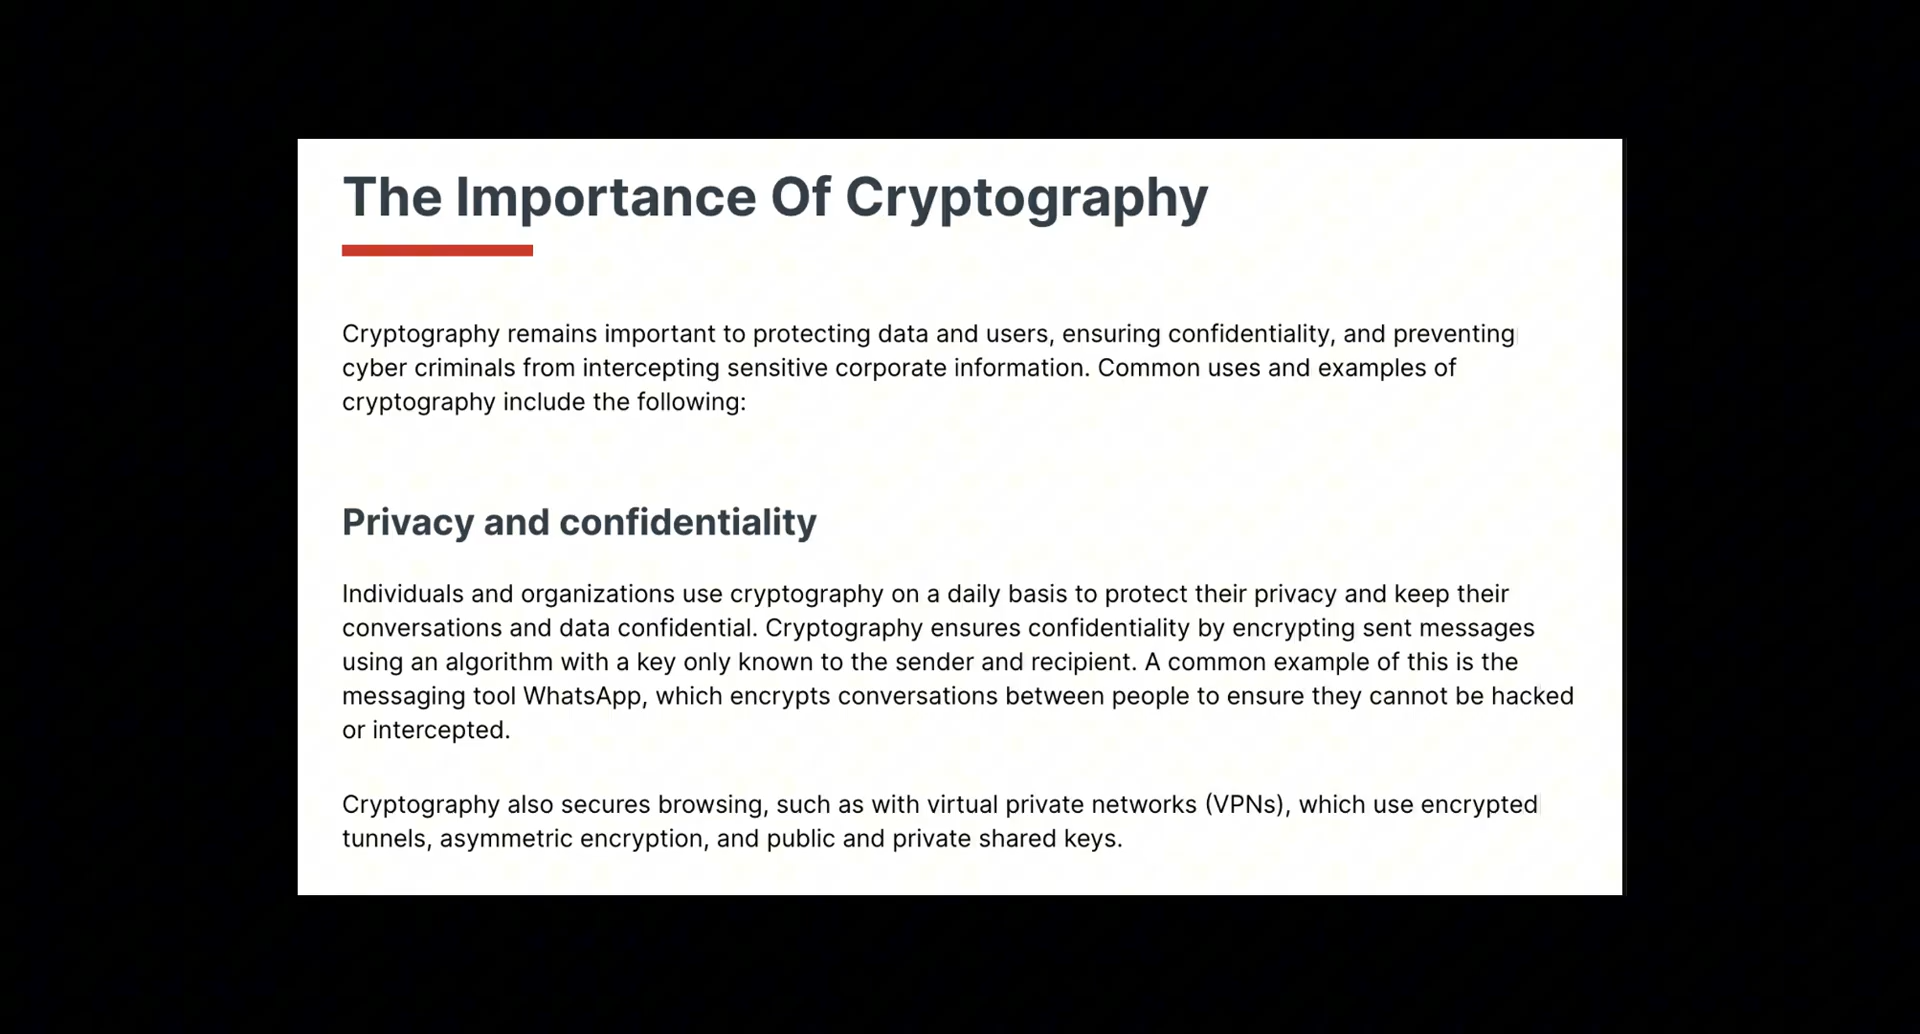 The Importance Of Cryptography
Cryptography remains important to protecting data and users, ensuring confidentiality, and preventing
cyber criminals from intercepting sensitive corporate information. Common uses and examples of
cryptography include the following:
Privacy and confidentiality
Individuals and organizations use cryptography on a daily basis to protect their privacy and keep their
conversations and data confidential. Cryptography ensures confidentiality by encrypting sent messages
using an algorithm with a key only known to the sender and recipient. A common example of this is the
messaging tool WhatsApp, which encrypts conversations between people to ensure they cannot be hacked
or intercepted.
Cryptography also secures browsing, such as with virtual private networks (VPNs), which use encrypted
tunnels, asymmetric encryption, and public and private shared keys.